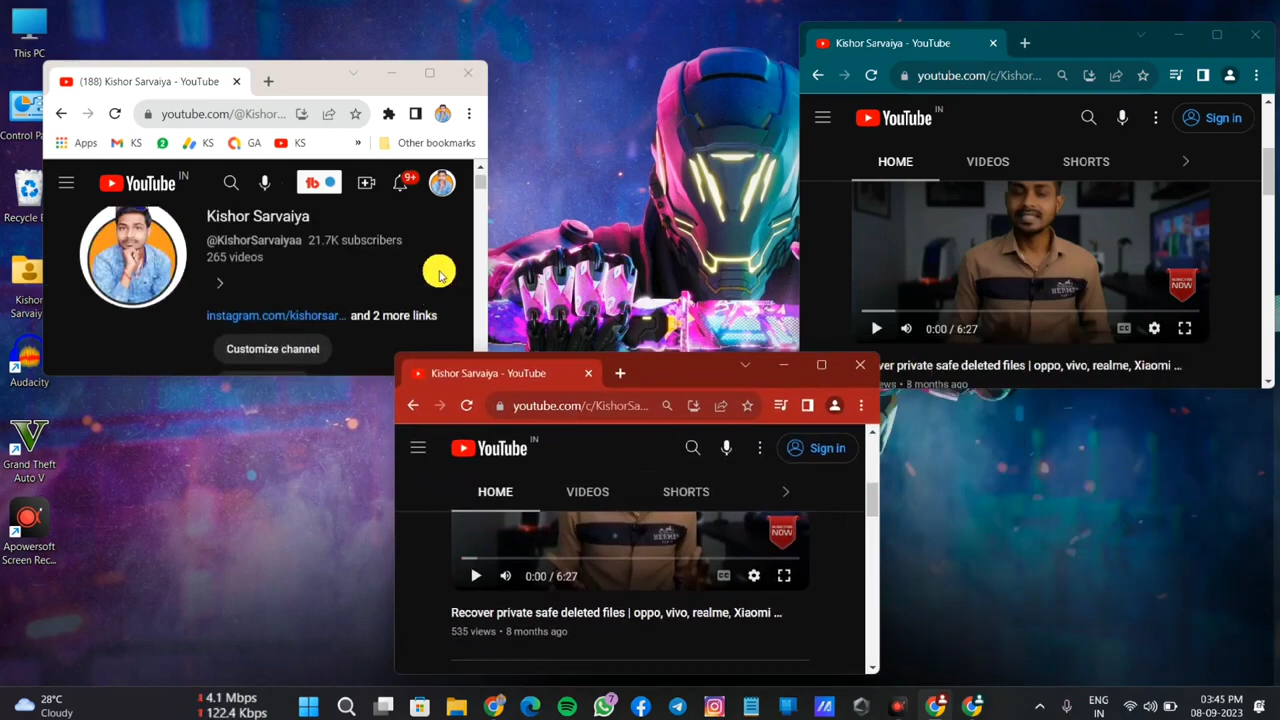 This PC
Control Pa...
Recycle B
Kishor
Sarvaiy
Audacity
Grand Theft
Auto V
Apowersoft
Screen Rec...
(188) Kishor Sarvaiya - YouTube
youtube.com/@Kishor...
Apps
KS
2
KS
GA
KS
»
Other bookmarks
YouTube IN
9+
Kishor Sarvaiya
@KishorSarvaiyaa 21.7K subscribers
265 videos
instagram.com/kishorsar... and 2 more links
Customize channel
Kishor Sarvaiya - YouTube
youtube.com/c/Kishor...
YouTube IN
Sign in
HOME
VIDEOS
SHORTS
HERMES
SUBSCRIBE
NOW
0:00 / 6:27
ver private safe deleted files | oppo, vivo, realme, Xiaomi ...
ews • 8 months ago
Kishor Sarvaiya - YouTube
youtube.com/c/KishorSa...
YouTube IN
Sign in
HOME
VIDEOS
SHORTS
NOW
0:00 / 6:27
Recover private safe deleted files | oppo, vivo, realme, Xiaomi ...
535 views • 8 months ago
28°C
Cloudy
4.1 Mbps
122.4 Kbps
7
ENG
IN
03:45 PM
08-09-2023